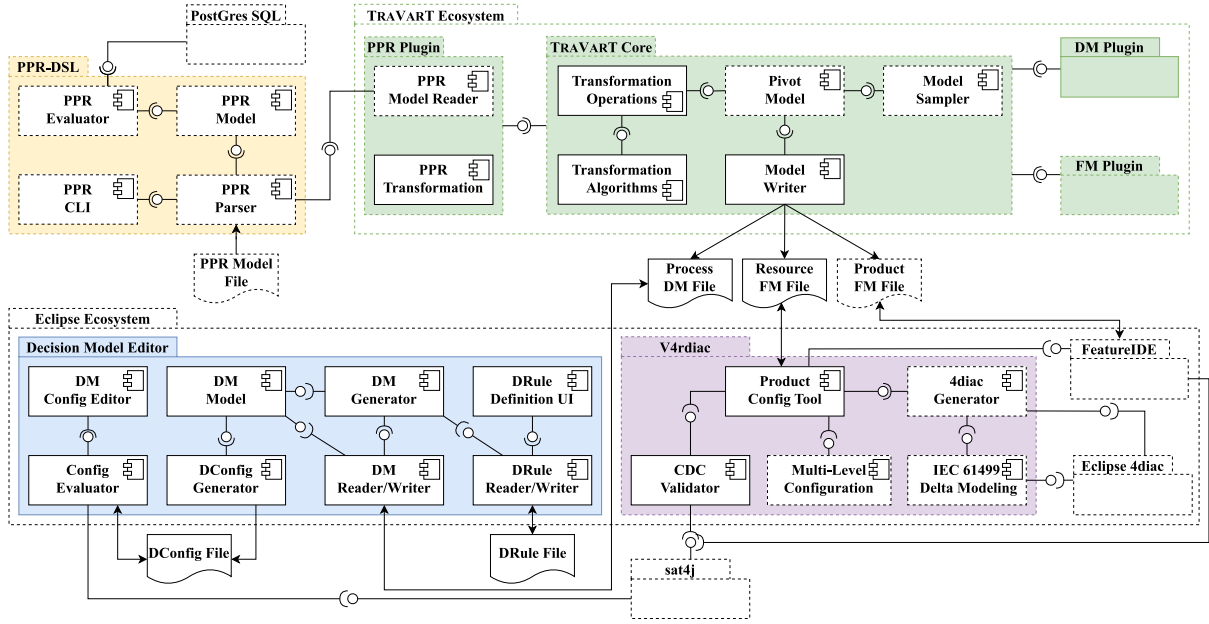 PostGres SQL
TRAVART Ecosystem
PPR-DSL
PPR
Evaluator
PPR
Model
PPR
CLI
PPR
Parser
PPR Model
File
PPR Plugin
PPR
Model Reader
PPR
Transformation
TRAVART Core
Transformation
Operations
Pivot
Model
Model
Sampler
Transformation
Algorithms
Model
Writer
DM Plugin
FM Plugin
Process
DM File
Resource
FM File
Product
FM File
Eclipse Ecosystem
Decision Model Editor
DM
Config Editor
DM
Model
DM
Generator
DRule
Definition UI
Config
Evaluator
DConfig
Generator
DM
Reader/Writer
DRule
Reader/Writer
DConfig File
DRule File
V4rdiac
Product
Config Tool
4diac
Generator
CDC
Validator
Multi-Level
Configuration
IEC 61499
Delta Modeling
FeatureIDE
Eclipse 4diac
sat4j